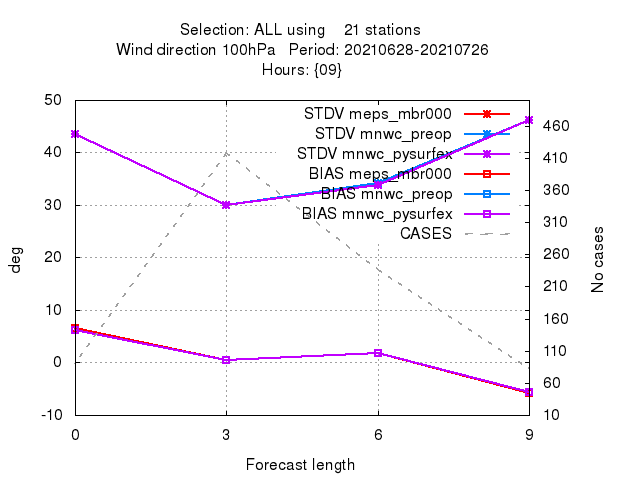 Selection: ALL using 21 stations
Wind direction 100hPa Period: 20210628-20210726
Hours: {09}
STDV meps_mbr000
STDV mnwc_preop
STDV mnwc_pysurfex
BIAS meps_mbr000
BIAS mnwc_preop
BIAS mnwc_pysurfex
CASES
50
40
30
20
10
0
-10
deg
460
410
360
310
260
210
160
110
60
10
No cases
0 3 6 9
Forecast length